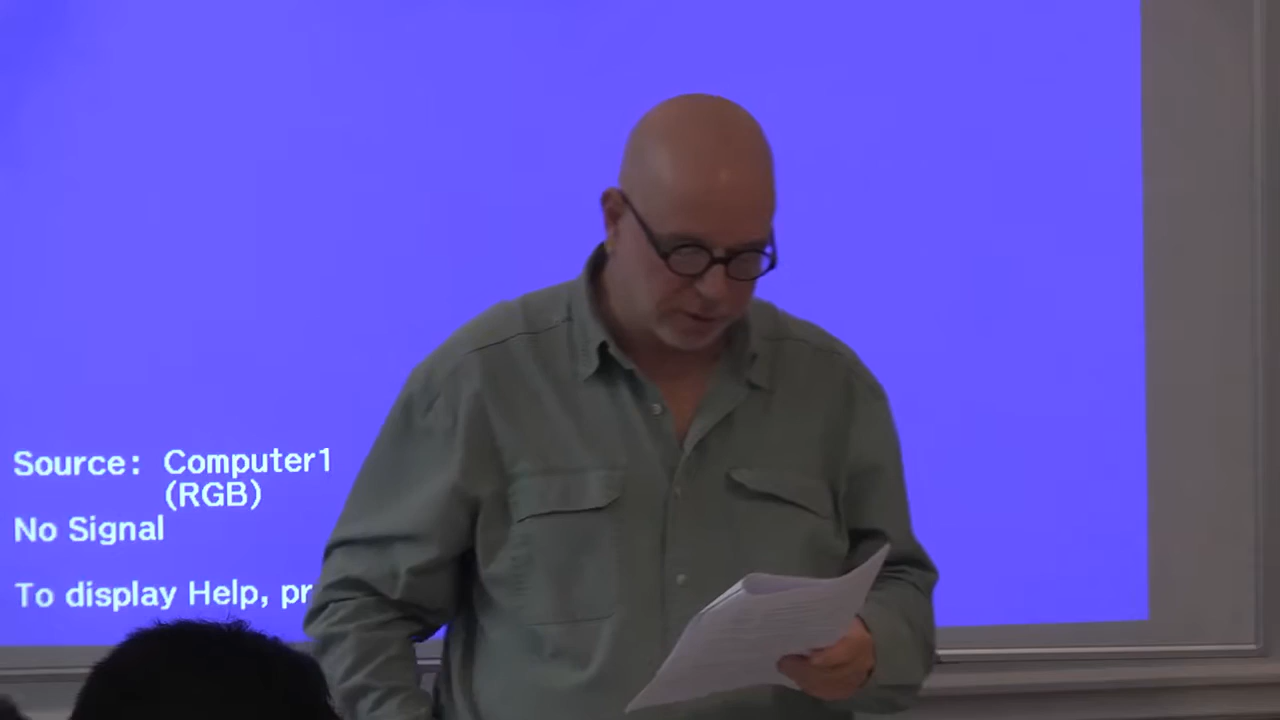 Source: Computer1
(RGB)
No Signal
To display Help, pr